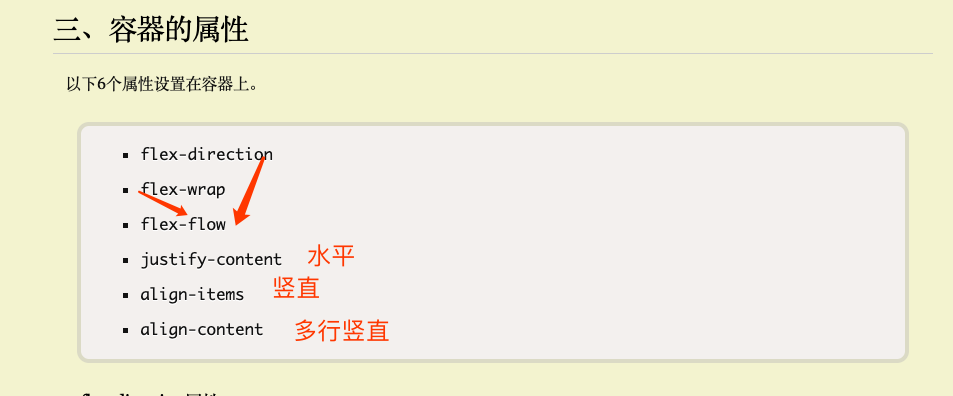 三、容器的属性
以下6个属性设置在容器上。
flex-direction
flex-wrap
flex-flow
justify-content 水平
align-items 竖直
align-content 多行竖直